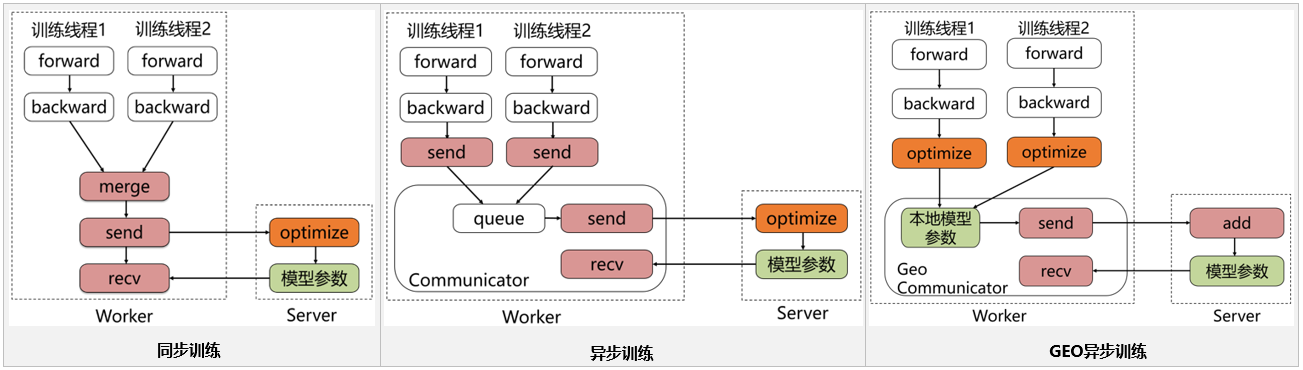 训练线程1
训练线程2
forward
forward
backward
backward
merge
send
optimize
recv
模型参数
Worker
Server
同步训练
训练线程1
训练线程2
forward
forward
backward
backward
send
send
queue
send
optimize
recv
模型参数
Communicator
Worker
Server
异步训练
训练线程1
训练线程2
forward
forward
backward
backward
optimize
optimize
本地模型
参数
send
add
recv
模型参数
Geo
Communicator
Worker
Server
GEO异步训练